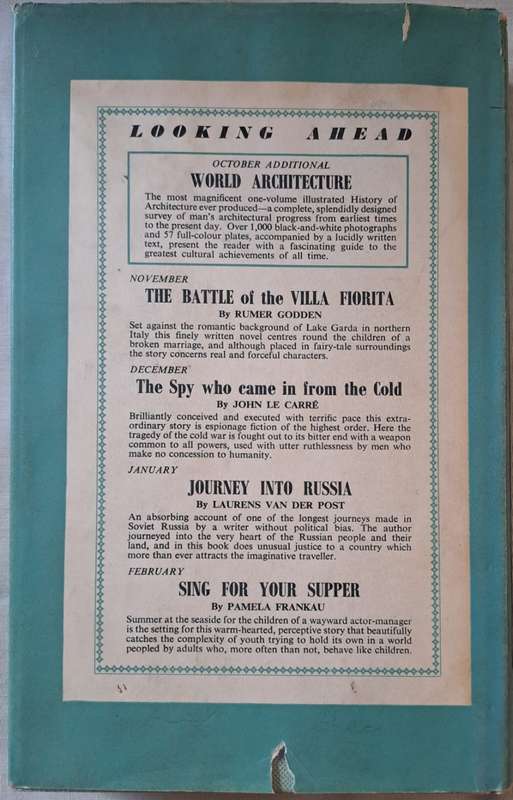 LOOKING AHEAD
OCTOBER ADDITIONAL
WORLD ARCHITECTURE
The most magnificent one-volume illustrated History of
Architecture ever produced—a complete, splendidly designed
survey of man's architectural progress from earliest times
to the present day. Over 1,000 black-and-white photographs
and 57 full-colour plates, accompanied by a lucidly written
text, present the reader with a fascinating guide to the
greatest cultural achievements of all time.
NOVEMBER
THE BATTLE of the VILLA FIORITA
By RUMER GODDEN
Set against the romantic background of Lake Garda in northern
Italy this finely written novel centres round the children of a
broken marriage, and although placed in fairy-tale surroundings
the story concerns real and forceful characters.
DECEMBER
The Spy who came in from the Cold
By JOHN LE CARRÉ
Brilliantly conceived and executed with terrific pace this extra-
ordinary story is espionage fiction of the highest order. Here the
tragedy of the cold war is fought out to its bitter end with a weapon
common to all powers, used with utter ruthlessness by men who
make no concession to humanity.
JANUARY
JOURNEY INTO RUSSIA
By LAURENS VAN DER POST
An absorbing account of one of the longest journeys made in
Soviet Russia by a writer without political bias. The author
journeyed into the very heart of the Russian people and their
land, and in this book does unusual justice to a country which
more than ever attracts the imaginative traveller.
FEBRUARY
SING FOR YOUR SUPPER
By PAMELA FRANKAU
Summer at the seaside for the children of a wayward actor-manager
is the setting for this warm-hearted, perceptive story that beautifully
catches the complexity of youth trying to hold its own in a world
peopled by adults who, more often than not, behave like children.